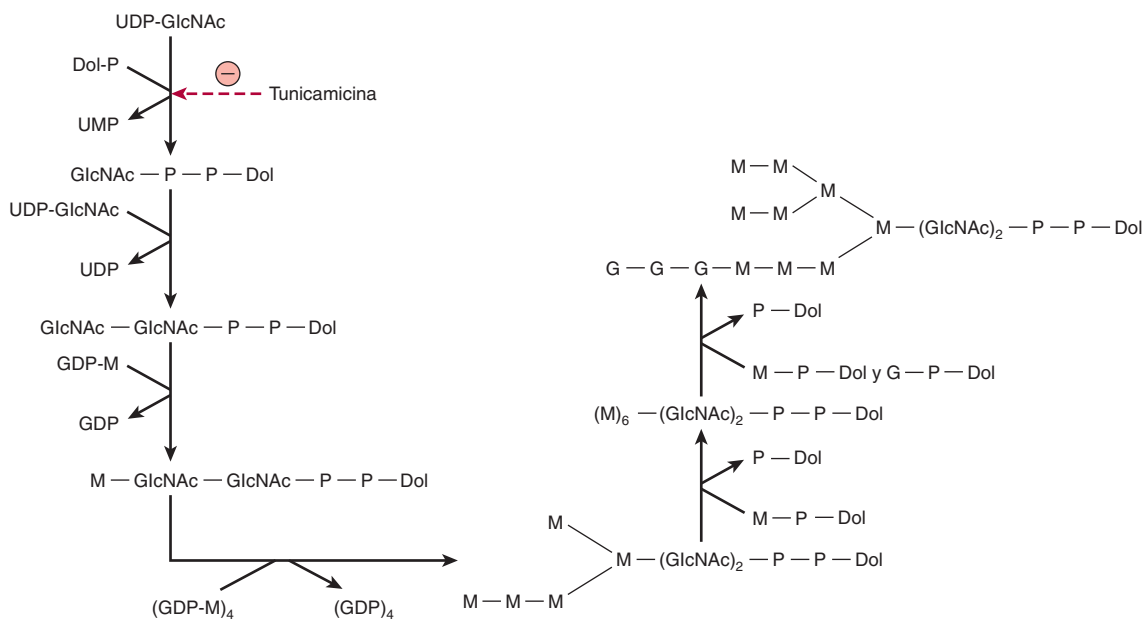 UDP-GlcNAc
Dol-P
− Tunicamicina
UMP
GlcNAc — P — P — Dol
UDP-GlcNAc
UDP
GlcNAc — GlcNAc — P — P — Dol
GDP-M
GDP
M — GlcNAc — GlcNAc — P — P — Dol
(GDP-M)₄ (GDP)₄
M
M — (GlcNAc)₂ — P — P — Dol
M — M — M
P — Dol
M — P — Dol
(M)₆ — (GlcNAc)₂ — P — P — Dol
P — Dol
M — P — Dol y G — P — Dol
M — M
M
M — M
M — (GlcNAc)₂ — P — P — Dol
G — G — G — M — M — M